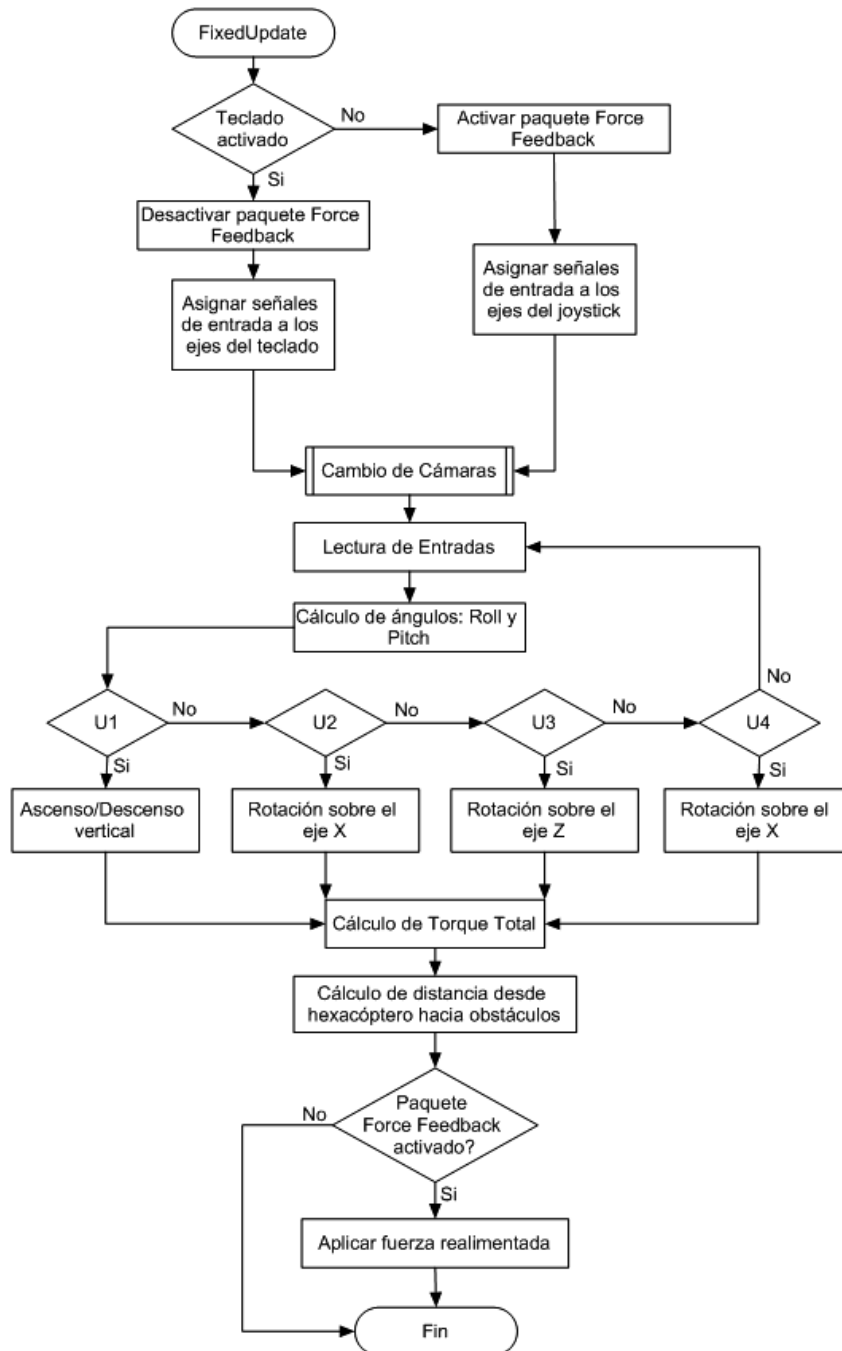 FixedUpdate
Teclado
activado
No
Activar paquete Force
Feedback
Si
Desactivar paquete Force
Feedback
Asignar señales
de entrada a los
ejes del joystick
Asignar señales
de entrada a los
ejes del teclado
Cambio de Cámaras
Lectura de Entradas
Cálculo de ángulos: Roll y
Pitch
No
U1
No
U2
No
U3
No
U4
Si
Si
Si
Si
Ascenso/Descenso
vertical
Rotación sobre el
eje X
Rotación sobre el
eje Z
Rotación sobre el
eje X
Cálculo de Torque Total
Cálculo de distancia desde
hexacóptero hacia obstáculos
Paquete
Force Feedback
activado?
No
Si
Aplicar fuerza realimentada
Fin